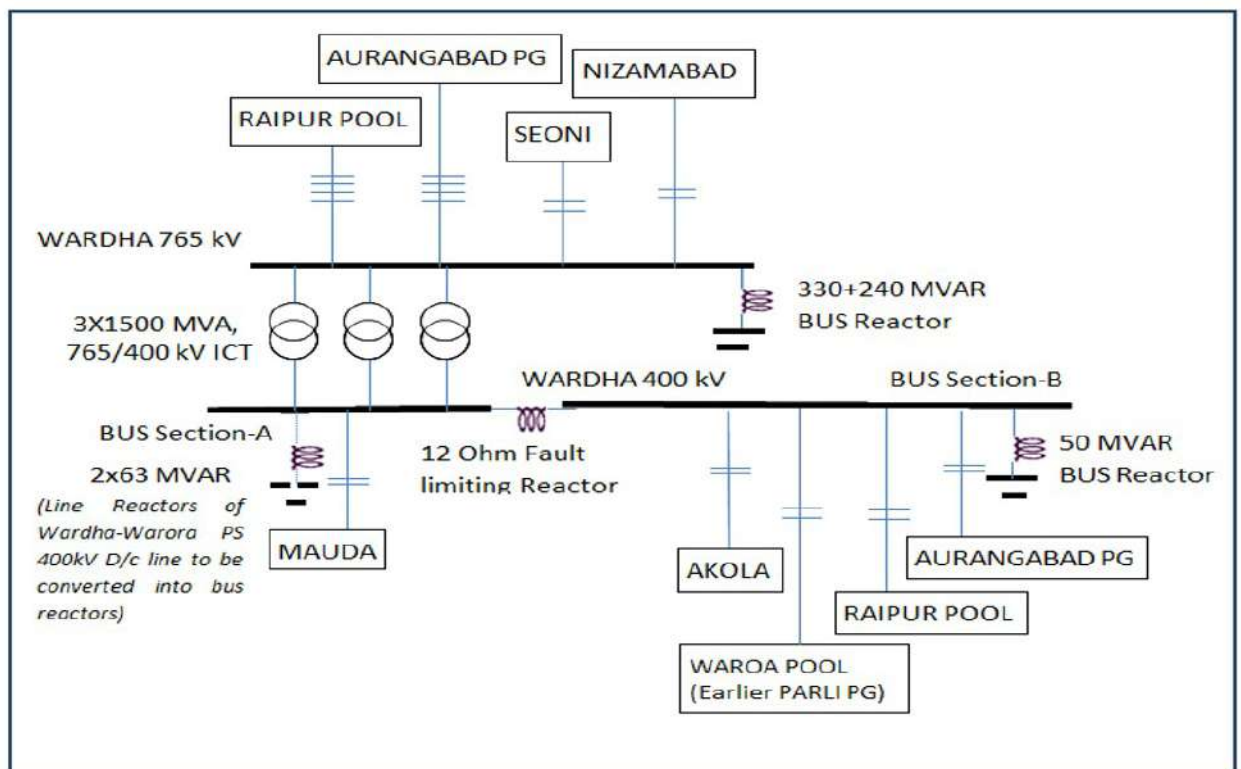 AURANGABAD PG
NIZAMABAD
RAIPUR POOL
SEONI
WARDHA 765 kV
330+240 MVAR
BUS Reactor
3X1500 MVA,
765/400 kV ICT
WARDHA 400 kV
BUS Section-B
BUS Section-A
12 Ohm Fault
limiting Reactor
50 MVAR
BUS Reactor
2x63 MVAR
(Line Reactors of
Wardha-Warora PS
400kV D/c line to be
converted into bus
reactors)
MAUDA
AKOLA
AURANGABAD PG
RAIPUR POOL
WAROA POOL
(Earlier PARLI PG)